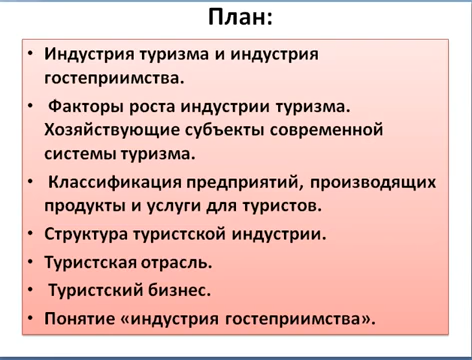 План:
• Индустрия туризма и индустрия
гостеприимства.
• Факторы роста индустрии туризма.
Хозяйствующие субъекты современной
системы туризма.
• Классификация предприятий, производящих
продукты и услуги для туристов.
• Структура туристской индустрии.
• Туристская отрасль.
• Туристский бизнес.
• Понятие «индустрия гостеприимства».